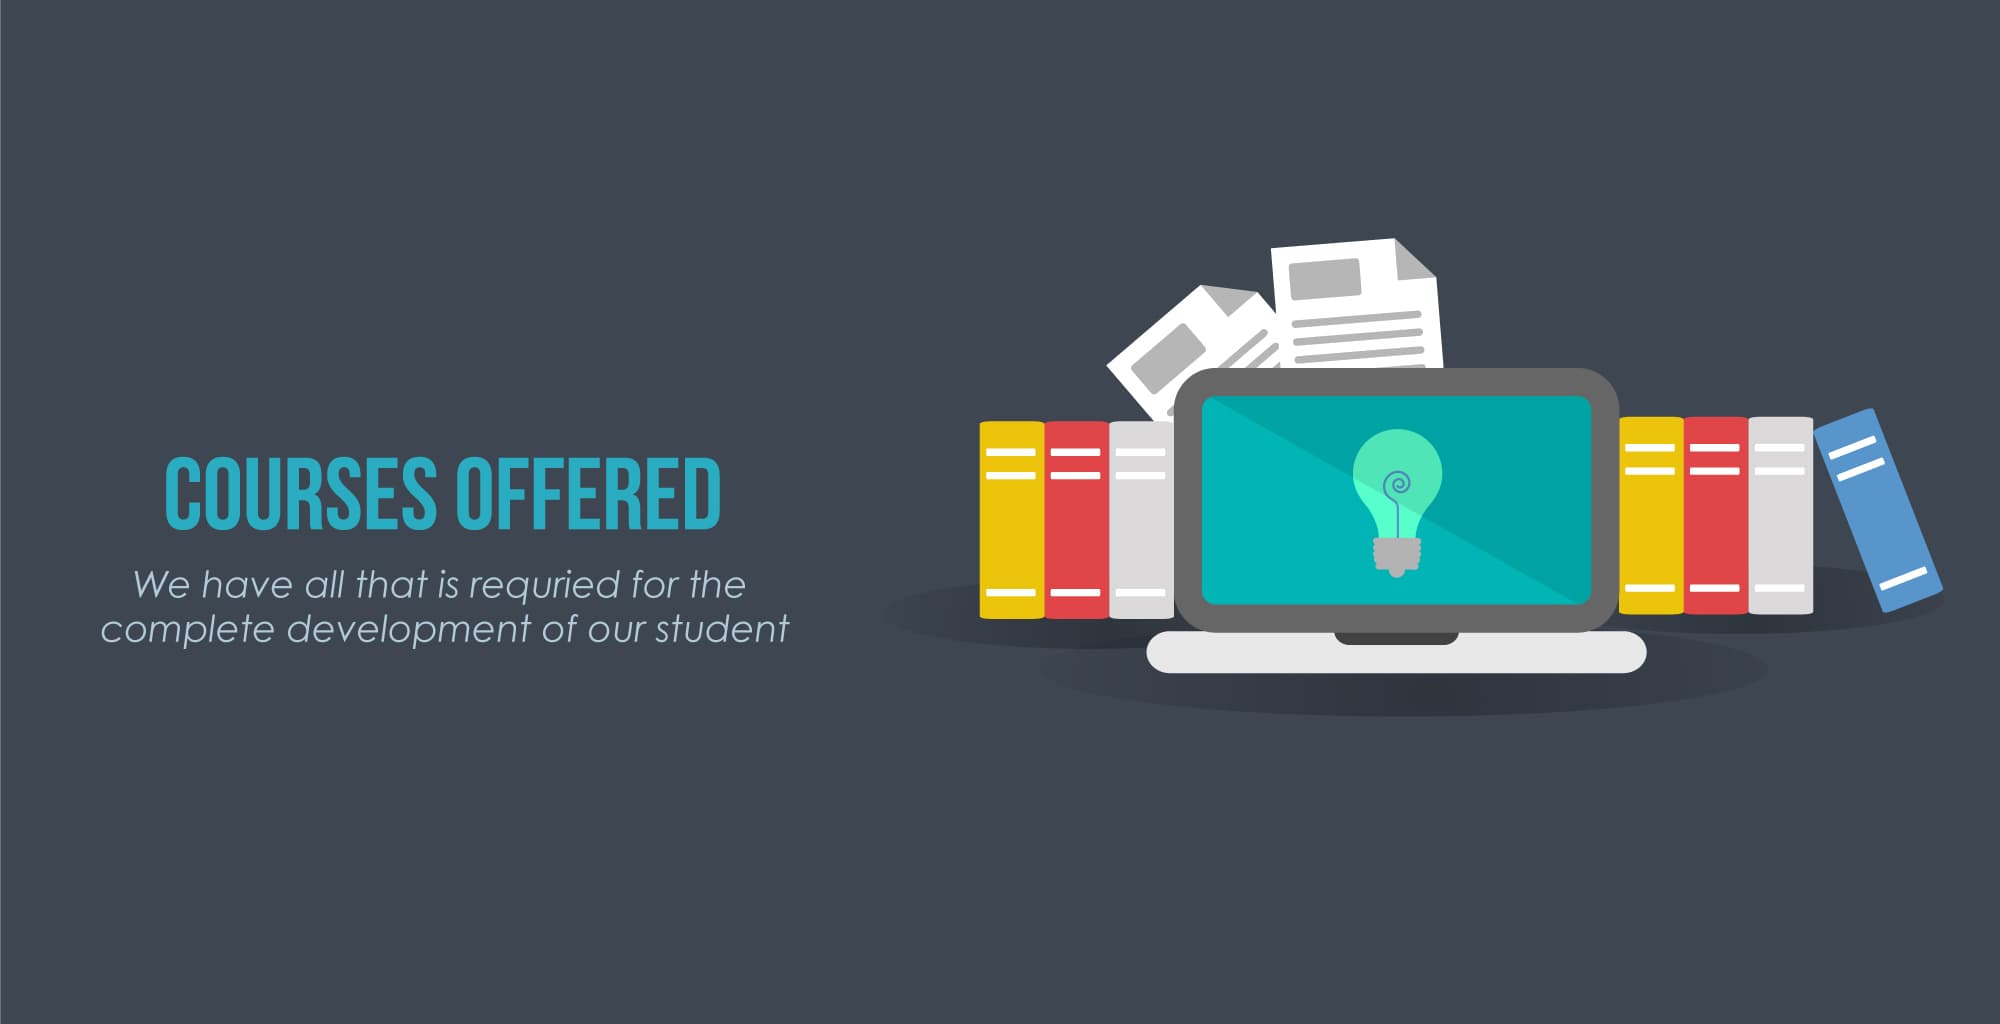 COURSES OFFERED
We have all that is requried for the
complete development of our student